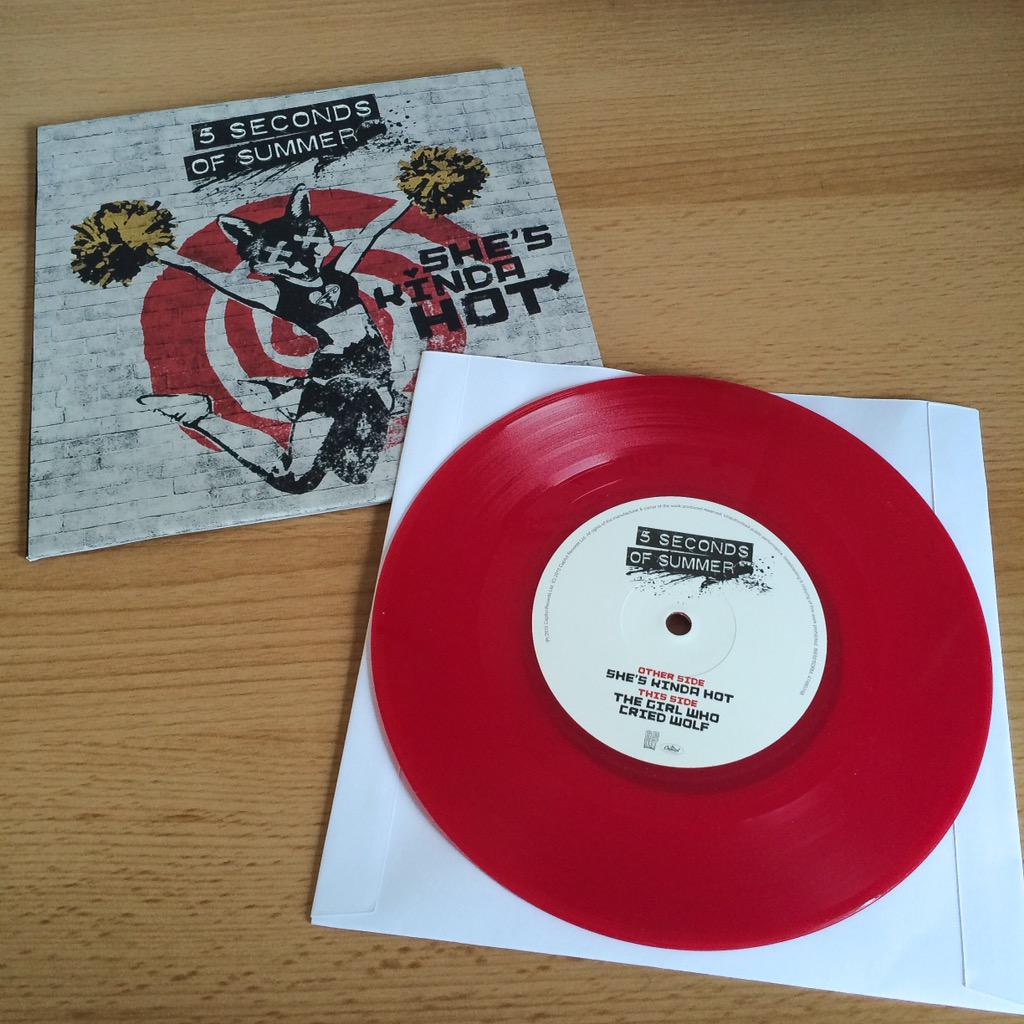 5 SECONDS
OF SUMMER
SHE'S
KINDA
HOT
5 SECONDS
OF SUMMER
OTHER SIDE
SHE'S KINDA HOT
THIS SIDE
THE GIRL WHO
CRIED WOLF
Capitol